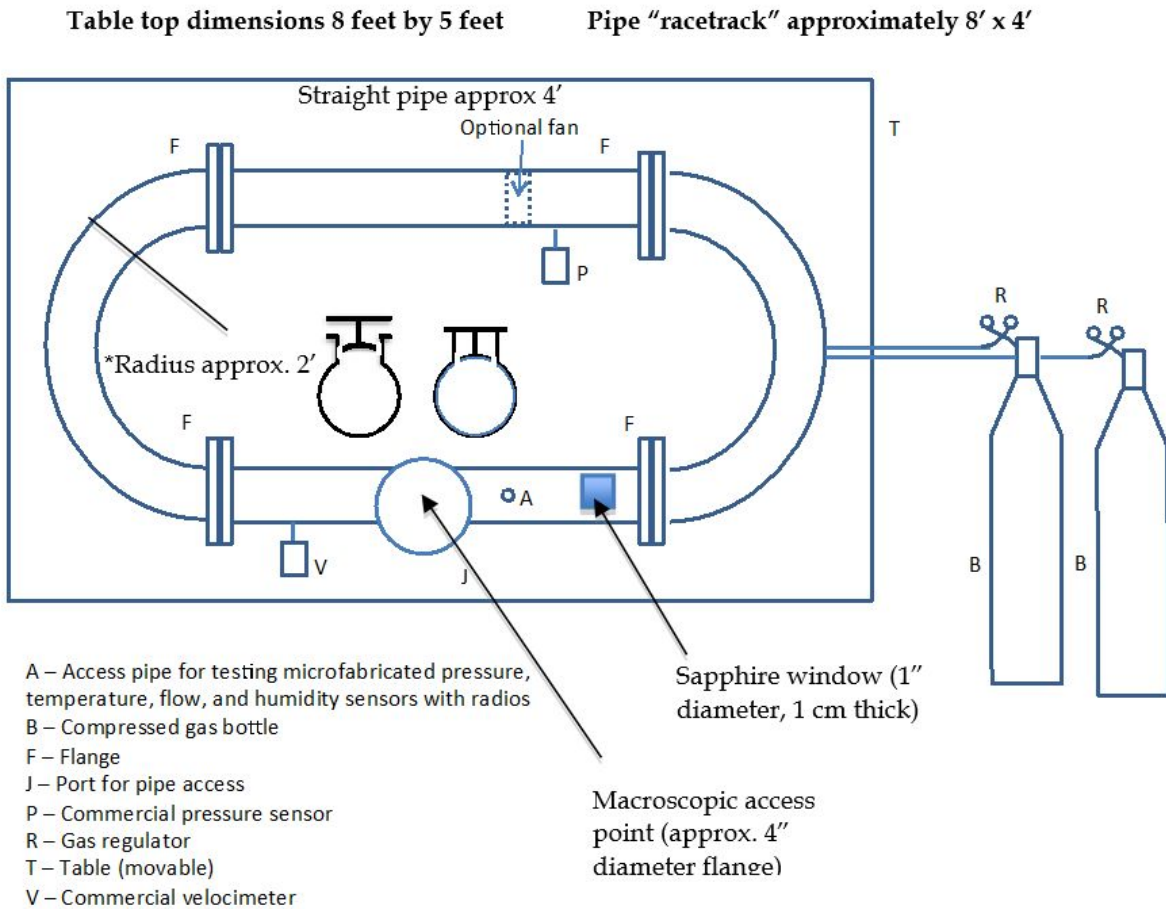 Table top dimensions 8 feet by 5 feet
Pipe “racetrack” approximately 8’ x 4’
Straight pipe approx 4’
Optional fan
F
F
T
P
R
R
*Radius approx. 2’
F
F
A
V
J
B
B
A – Access pipe for testing microfabricated pressure,
temperature, flow, and humidity sensors with radios
B – Compressed gas bottle
F – Flange
J – Port for pipe access
P – Commercial pressure sensor
R – Gas regulator
T – Table (movable)
V – Commercial velocimeter
Sapphire window (1”
diameter, 1 cm thick)
Macroscopic access
point (approx. 4”
diameter flange)